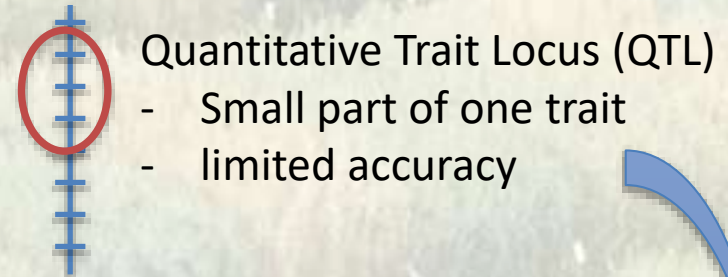 Quantitative Trait Locus (QTL)
- Small part of one trait
- limited accuracy